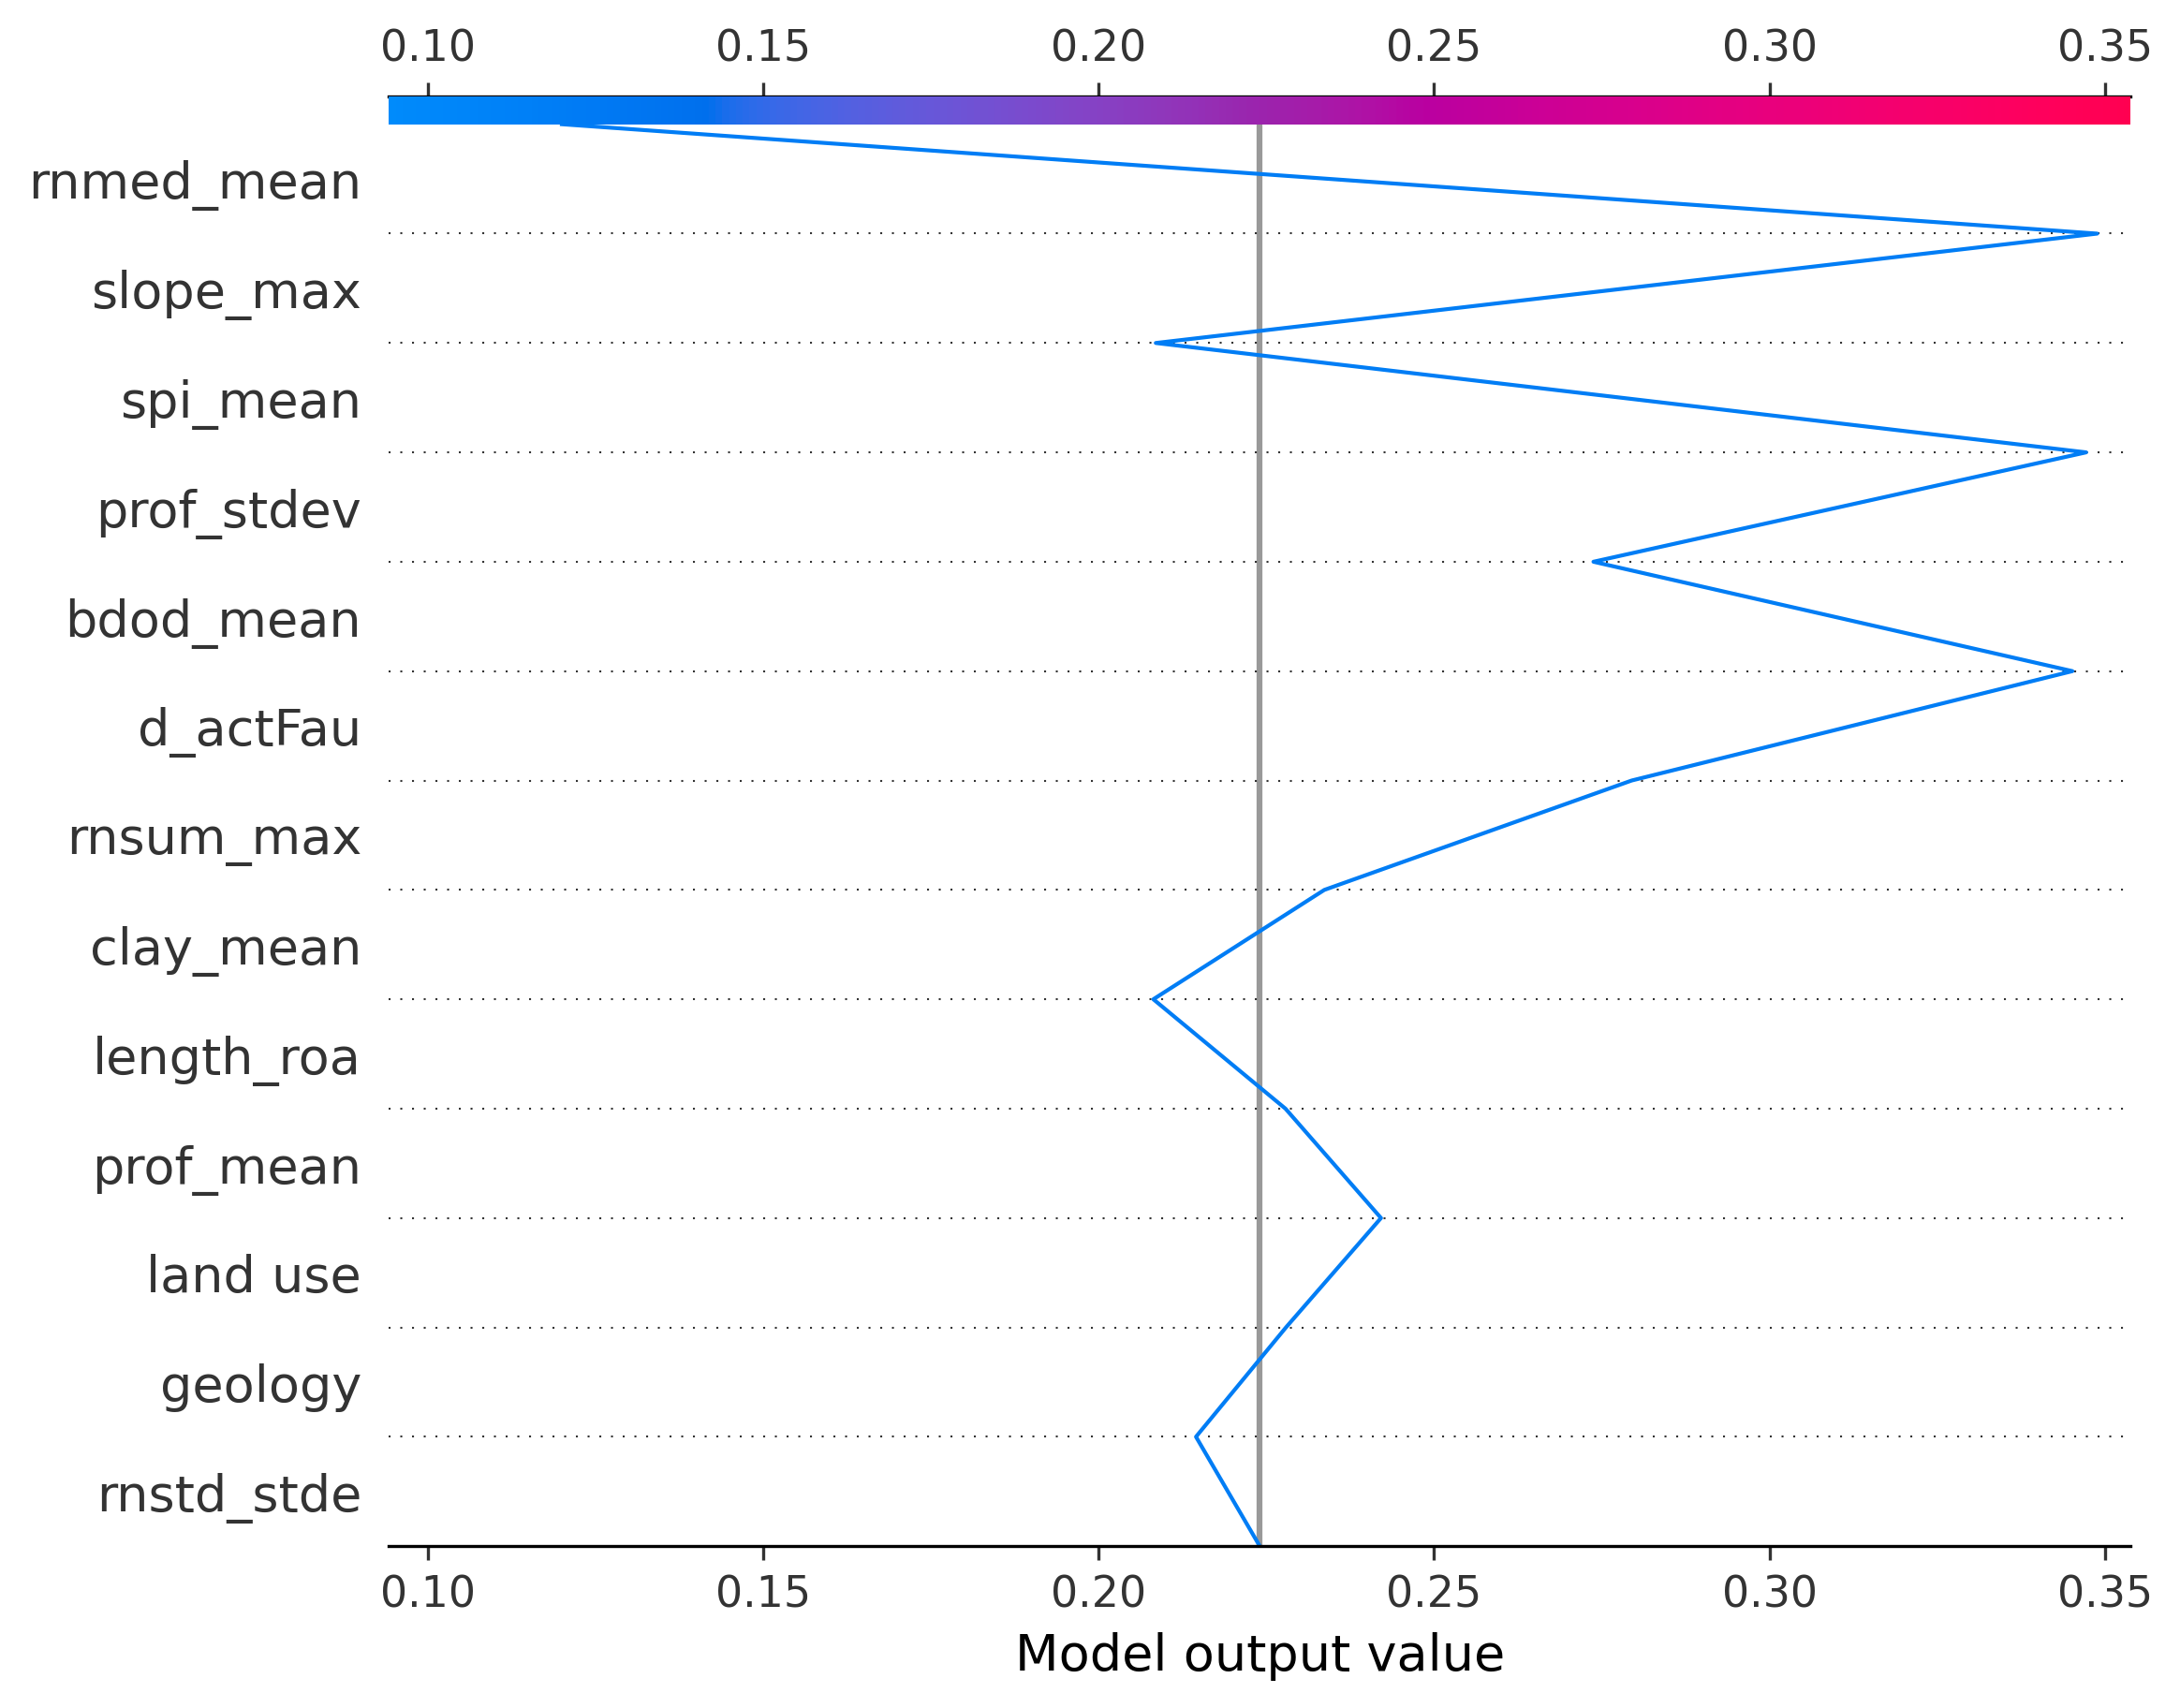 0.10 0.15 0.20 0.25 0.30 0.35
rnmed_mean
slope_max
spi_mean
prof_stdev
bdod_mean
d_actFau
rnsum_max
clay_mean
length_roa
prof_mean
land use
geology
rnstd_stde
0.10 0.15 0.20 0.25 0.30 0.35
Model output value